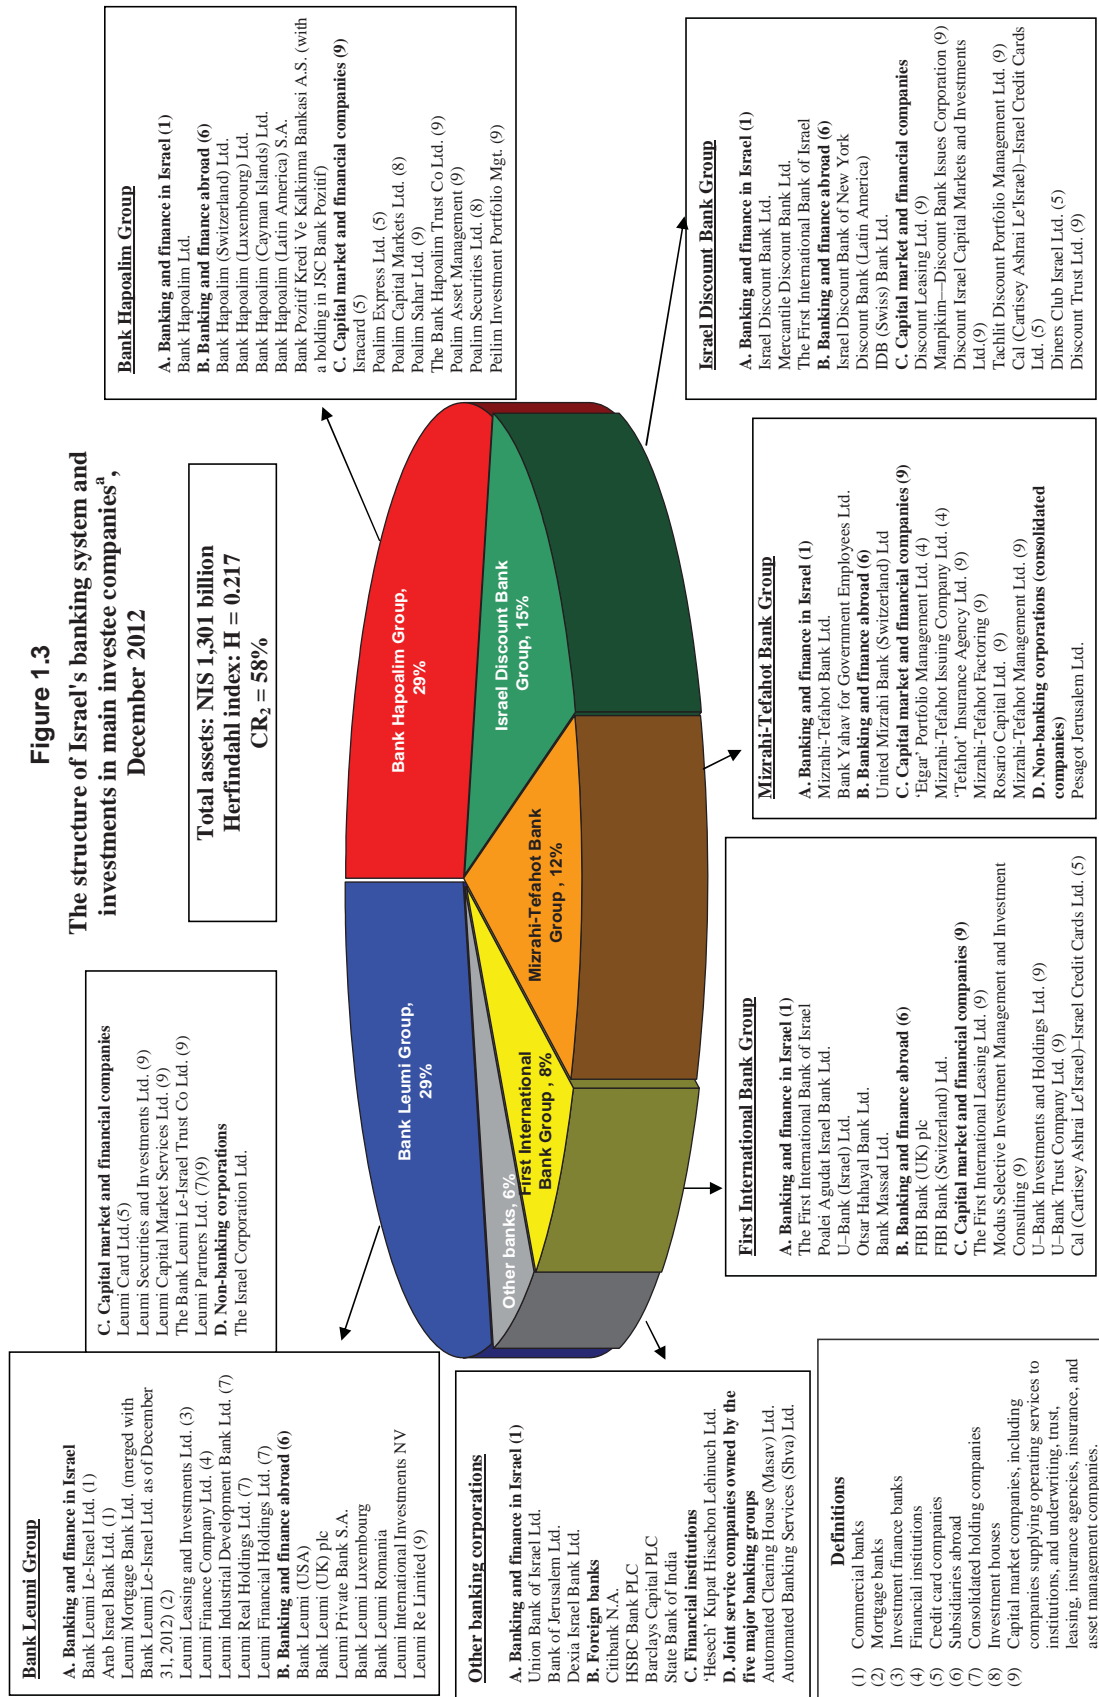 Figure 1.3
The structure of Israel's banking system and
investments in main investee companiesᵃ,
December 2012
Total assets: NIS 1,301 billion
Herfindahl index: H = 0.217
CR₂ = 58%
Bank Leumi Group
A. Banking and finance in Israel
Bank Leumi Le-Israel Ltd. (1)
Arab Israel Bank Ltd. (1)
Leumi Mortgage Bank Ltd. (merged with
Bank Leumi Le-Israel Ltd. as of December
31, 2012) (2)
Leumi Leasing and Investments Ltd. (3)
Leumi Finance Company Ltd. (4)
Leumi Industrial Development Bank Ltd. (7)
Leumi Real Holdings Ltd. (7)
Leumi Financial Holdings Ltd. (7)
B. Banking and finance abroad (6)
Bank Leumi (USA)
Bank Leumi (UK) plc
Leumi Private Bank S.A.
Bank Leumi Luxembourg
Bank Leumi Romania
Leumi International Investments NV
Leumi Re Limited (9)
C. Capital market and financial companies
Leumi Card Ltd.(5)
Leumi Securities and Investments Ltd. (9)
Leumi Capital Market Services Ltd. (9)
The Bank Leumi Le-Israel Trust Co Ltd. (9)
Leumi Partners Ltd. (7)(9)
D. Non-banking corporations
The Israel Corporation Ltd.
Bank Hapoalim Group
A. Banking and finance in Israel (1)
Bank Hapoalim Ltd.
B. Banking and finance abroad (6)
Bank Hapoalim (Switzerland) Ltd.
Bank Hapoalim (Luxembourg) Ltd.
Bank Hapoalim (Cayman Islands) Ltd.
Bank Hapoalim (Latin America) S.A.
Bank Pozitif Kredi Ve Kalkinma Bankasi A.S. (with
a holding in JSC Bank Pozitif)
C. Capital market and financial companies (9)
Isracard (5)
Poalim Express Ltd. (5)
Poalim Capital Markets Ltd. (8)
Poalim Sahar Ltd. (9)
The Bank Hapoalim Trust Co Ltd. (9)
Poalim Asset Management (9)
Poalim Securities Ltd. (8)
Peilim Investment Portfolio Mgt. (9)
Bank Leumi Group,
29%
Bank Hapoalim Group,
29%
Other banks, 6%
First International
Bank Group , 8%
Mizrahi-Tefahot Bank
Group , 12%
Israel Discount Bank
Group, 15%
Other banking corporations
A. Banking and finance in Israel (1)
Union Bank of Israel Ltd.
Bank of Jerusalem Ltd.
Dexia Israel Bank Ltd.
B. Foreign banks
Citibank N.A.
HSBC Bank PLC
Barclays Capital PLC
State Bank of India
C. Financial institutions
'Hesech' Kupat Hisachon Lehinuch Ltd.
D. Joint service companies owned by the
five major banking groups
Automated Clearing House (Masav) Ltd.
Automated Banking Services (Shva) Ltd.
First International Bank Group
A. Banking and finance in Israel (1)
The First International Bank of Israel
Poalei Agudat Israel Bank Ltd.
U–Bank (Israel) Ltd.
Otsar Hahayal Bank Ltd.
Bank Massad Ltd.
B. Banking and finance abroad (6)
FIBI Bank (UK) plc
FIBI Bank (Switzerland) Ltd.
C. Capital market and financial companies (9)
The First International Leasing Ltd. (9)
Modus Selective Investment Management and Investment
Consulting (9)
U–Bank Investments and Holdings Ltd. (9)
U–Bank Trust Company Ltd. (9)
Cal (Cartisey Ashrai Le'Israel)–Israel Credit Cards Ltd. (5)
Mizrahi-Tefahot Bank Group
A. Banking and finance in Israel (1)
Mizrahi-Tefahot Bank Ltd.
Bank Yahav for Government Employees Ltd.
B. Banking and finance abroad (6)
United Mizrahi Bank (Switzerland) Ltd
C. Capital market and financial companies (9)
'Etgar' Portfolio Management Ltd. (4)
Mizrahi-Tefahot Issuing Company Ltd. (4)
'Tefahot' Insurance Agency Ltd. (9)
Mizrahi-Tefahot Factoring (9)
Rosario Capital Ltd. (9)
Mizrahi-Tefahot Management Ltd. (9)
D. Non-banking corporations (consolidated
companies)
Pesagot Jerusalem Ltd.
Israel Discount Bank Group
A. Banking and finance in Israel (1)
Israel Discount Bank Ltd.
Mercantile Discount Bank Ltd.
The First International Bank of Israel
B. Banking and finance abroad (6)
Israel Discount Bank of New York
Discount Bank (Latin America)
IDB (Swiss) Bank Ltd.
C. Capital market and financial companies
Discount Leasing Ltd. (9)
Manpikim—Discount Bank Issues Corporation (9)
Discount Israel Capital Markets and Investments
Ltd.(9)
Tachlit Discount Portfolio Management Ltd. (9)
Cal (Cartisey Ashrai Le'Israel)–Israel Credit Cards
Ltd. (5)
Diners Club Israel Ltd. (5)
Discount Trust Ltd. (9)
Definitions
(1) Commercial banks
(2) Mortgage banks
(3) Investment finance banks
(4) Financial institutions
(5) Credit card companies
(6) Subsidiaries abroad
(7) Consolidated holding companies
(8) Investment houses
(9) Capital market companies, including
companies supplying operating services to
institutions, and underwriting, trust,
leasing, insurance agencies, insurance, and
asset management companies.